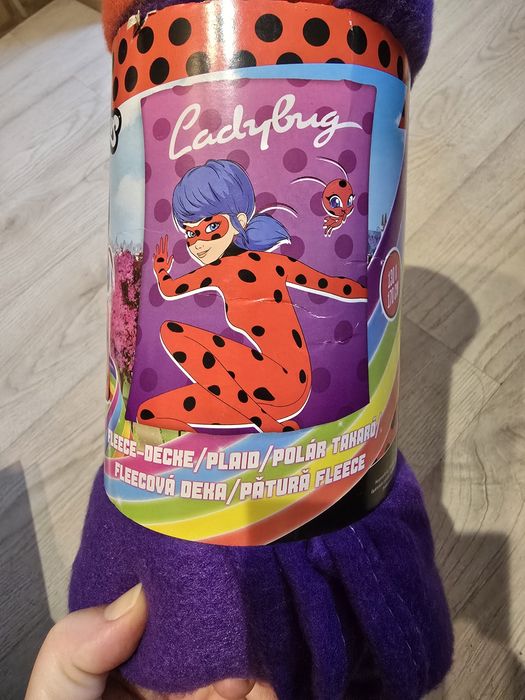 Ladybug
FLEECE-DECKE/PLAID/POLÁR TAKARÓ/
FLEECOVÁ DEKA/PĂTURĂ FLEECE